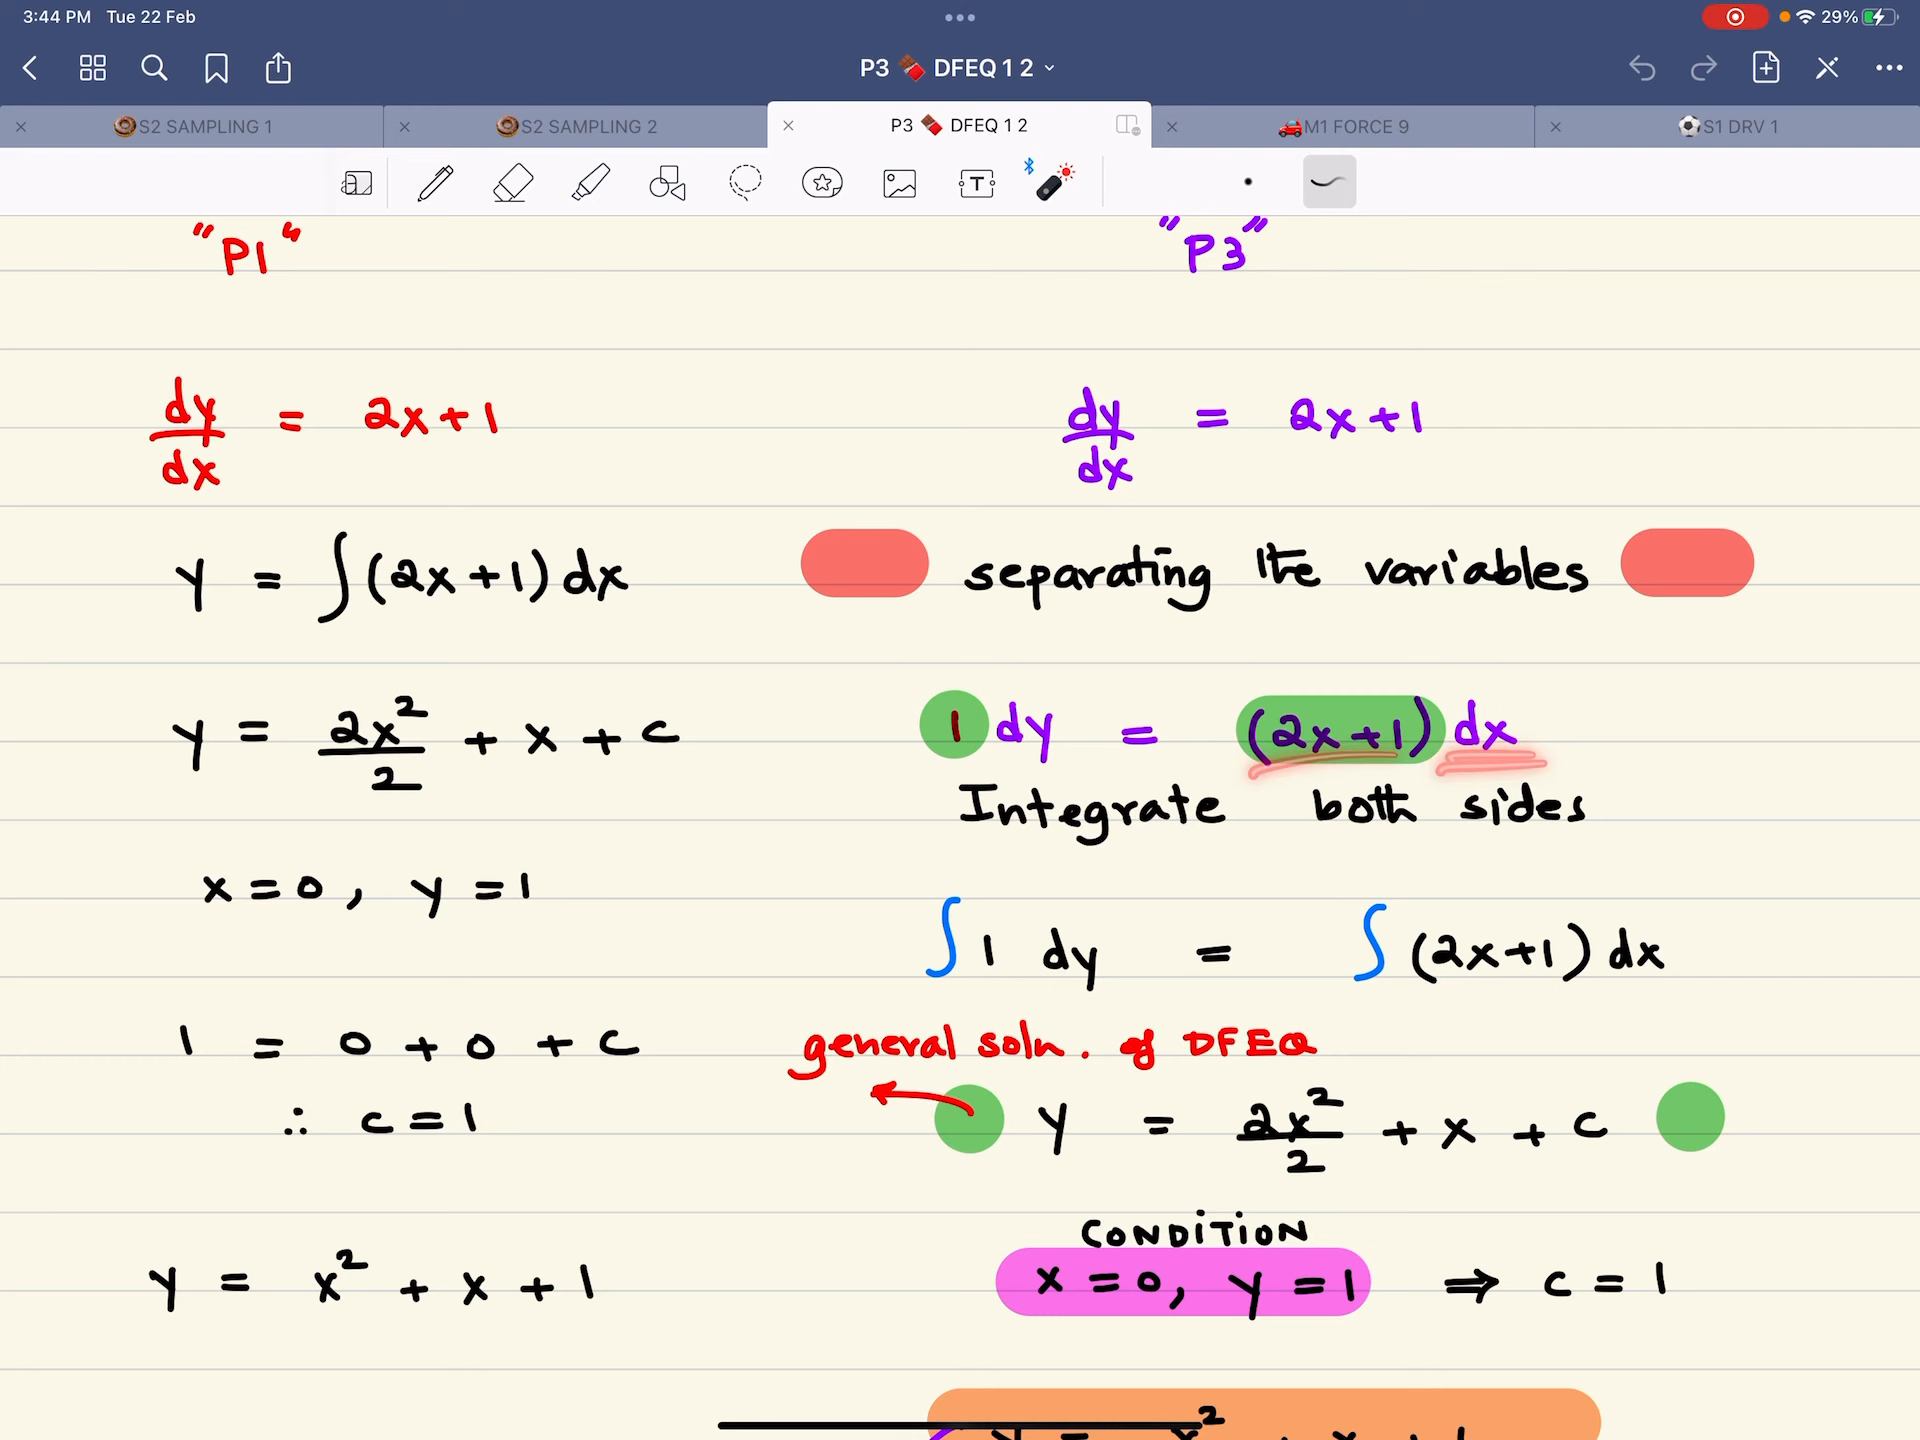 3:44 PM Tue 22 Feb
29%
P3 🍫 DFEQ 1 2
S2 SAMPLING 1
S2 SAMPLING 2
P3 🍫 DFEQ 1 2
M1 FORCE 9
S1 DRV 1
"P1"
dy/dx = 2x+1
y = ∫(2x+1)dx
y = 2x²/2 + x + c
x=0, y=1
1 = 0 + 0 + c
∴ c=1
y = x² + x + 1
"P3"
dy/dx = 2x+1
separating the variables
1 dy = (2x+1) dx
Integrate both sides
∫ 1 dy = ∫ (2x+1) dx
general soln. of DFEQ
y = 2x²/2 + x + c
CONDITION
x=0, y=1 ⇒ c=1